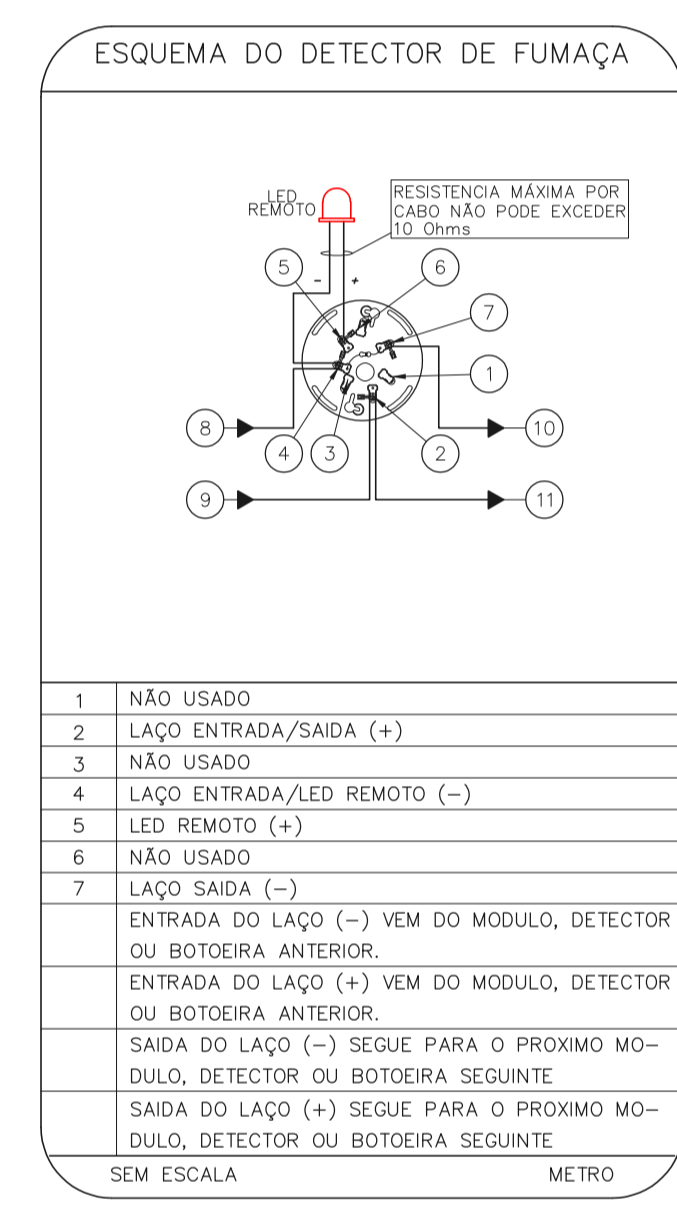 ESQUEMA DO DETECTOR DE FUMAÇA
LED
REMOTO
RESISTENCIA MÁXIMA POR
CABO NÃO PODE EXCEDER
10 Ohms
5
-
+
6
7
1
8
4
3
2
10
9
11
1 NÃO USADO
2 LAÇO ENTRADA/SAIDA (+)
3 NÃO USADO
4 LAÇO ENTRADA/LED REMOTO (-)
5 LED REMOTO (+)
6 NÃO USADO
7 LAÇO SAIDA (-)
ENTRADA DO LAÇO (-) VEM DO MODULO, DETECTOR
OU BOTOEIRA ANTERIOR.
ENTRADA DO LAÇO (+) VEM DO MODULO, DETECTOR
OU BOTOEIRA ANTERIOR.
SAIDA DO LAÇO (-) SEGUE PARA O PROXIMO MO-
DULO, DETECTOR OU BOTOEIRA SEGUINTE
SAIDA DO LAÇO (+) SEGUE PARA O PROXIMO MO-
DULO, DETECTOR OU BOTOEIRA SEGUINTE
SEM ESCALA METRO